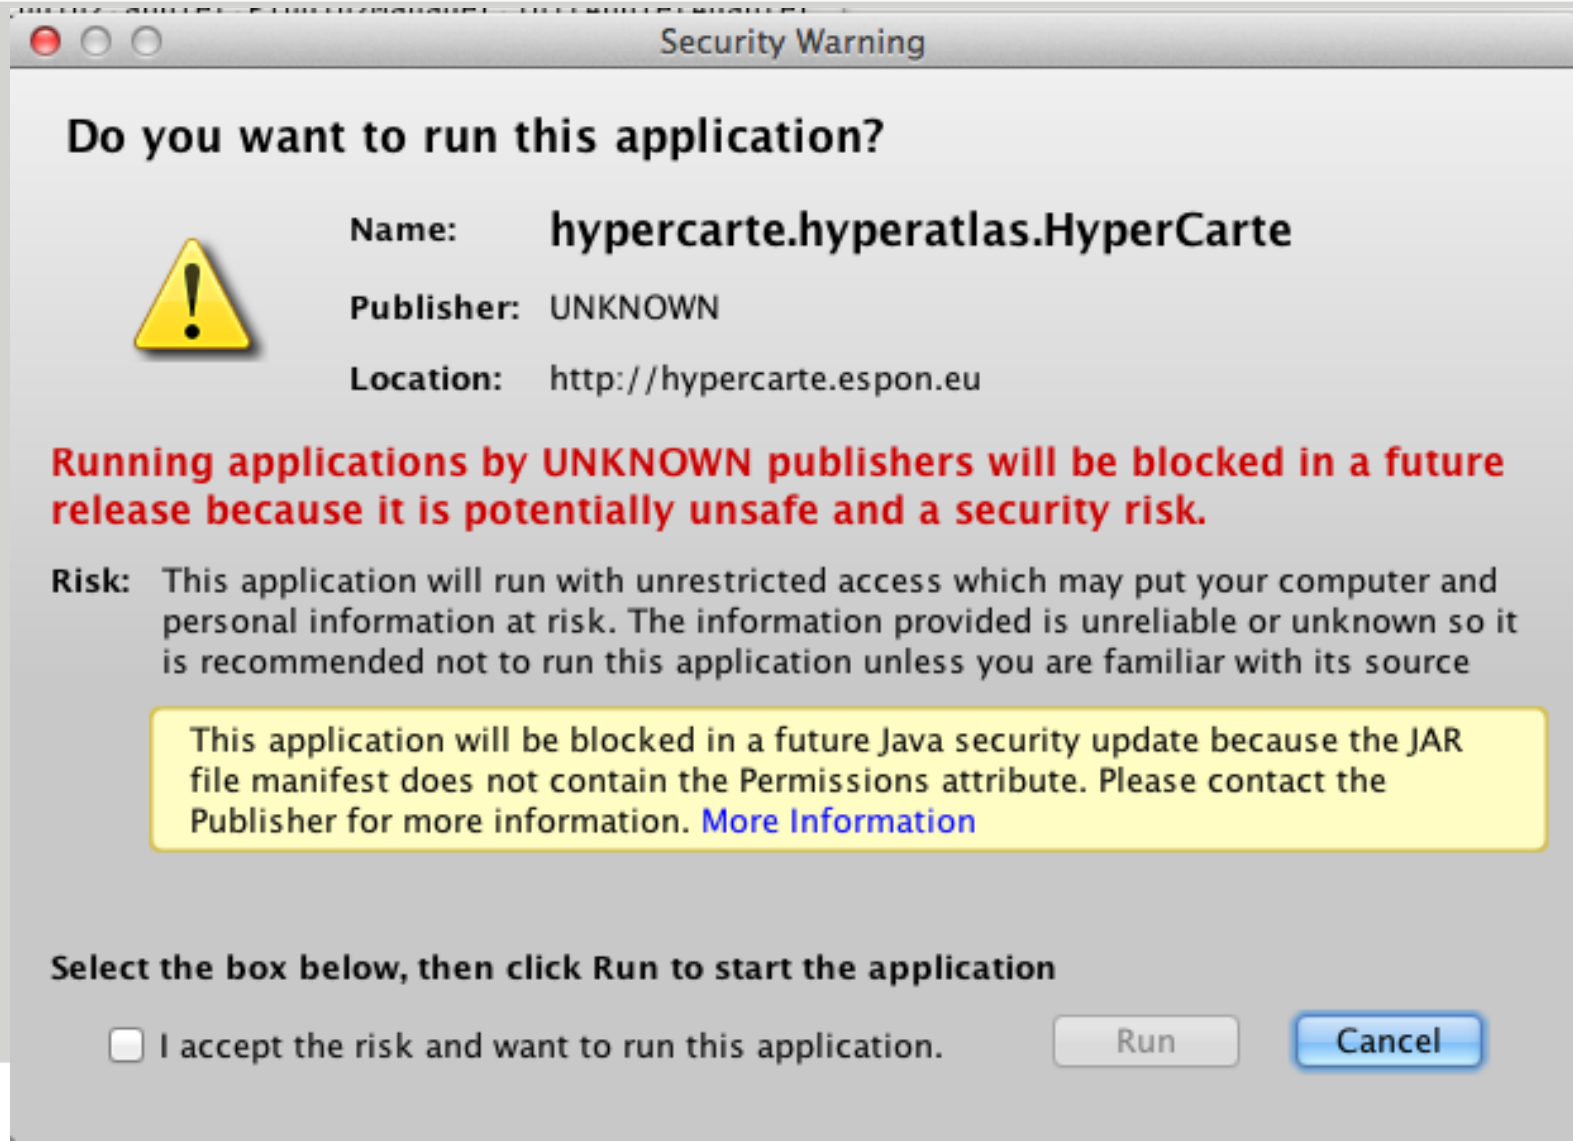 Security Warning
Do you want to run this application?
Name: hypercarte.hyperatlas.HyperCarte
Publisher: UNKNOWN
Location: http://hypercarte.espon.eu
Running applications by UNKNOWN publishers will be blocked in a future
release because it is potentially unsafe and a security risk.
Risk: This application will run with unrestricted access which may put your computer and
personal information at risk. The information provided is unreliable or unknown so it
is recommended not to run this application unless you are familiar with its source
This application will be blocked in a future Java security update because the JAR
file manifest does not contain the Permissions attribute. Please contact the
Publisher for more information. More Information
Select the box below, then click Run to start the application
I accept the risk and want to run this application. Run Cancel